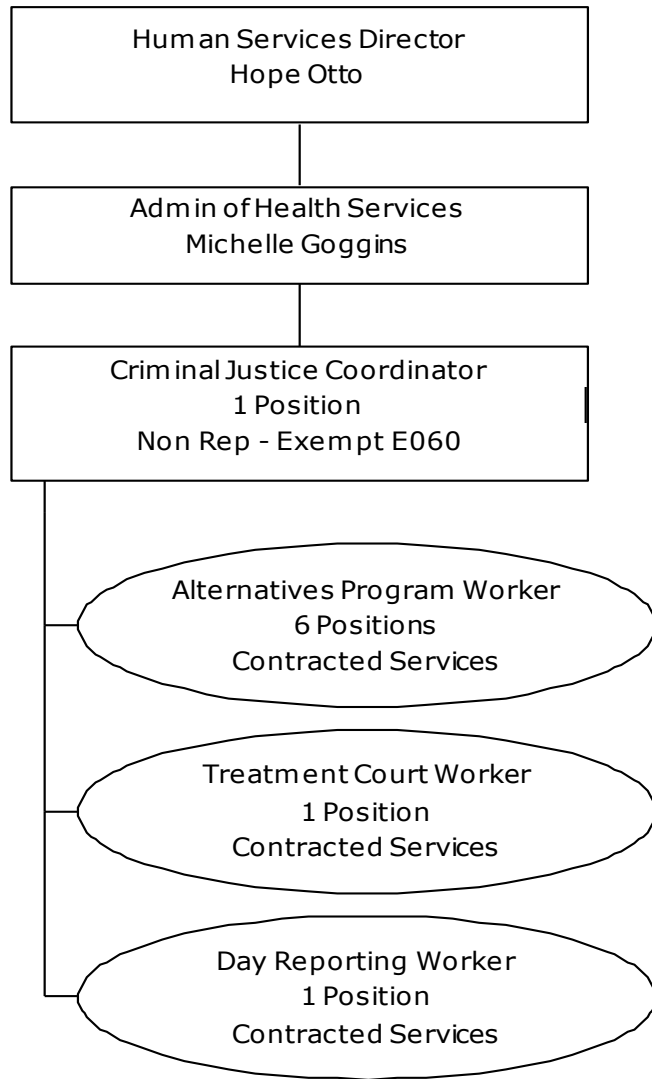 Human Services Director
Hope Otto
Admin of Health Services
Michelle Goggins
Criminal Justice Coordinator
1 Position
Non Rep - Exempt E060
Alternatives Program Worker
6 Positions
Contracted Services
Treatment Court Worker
1 Position
Contracted Services
Day Reporting Worker
1 Position
Contracted Services